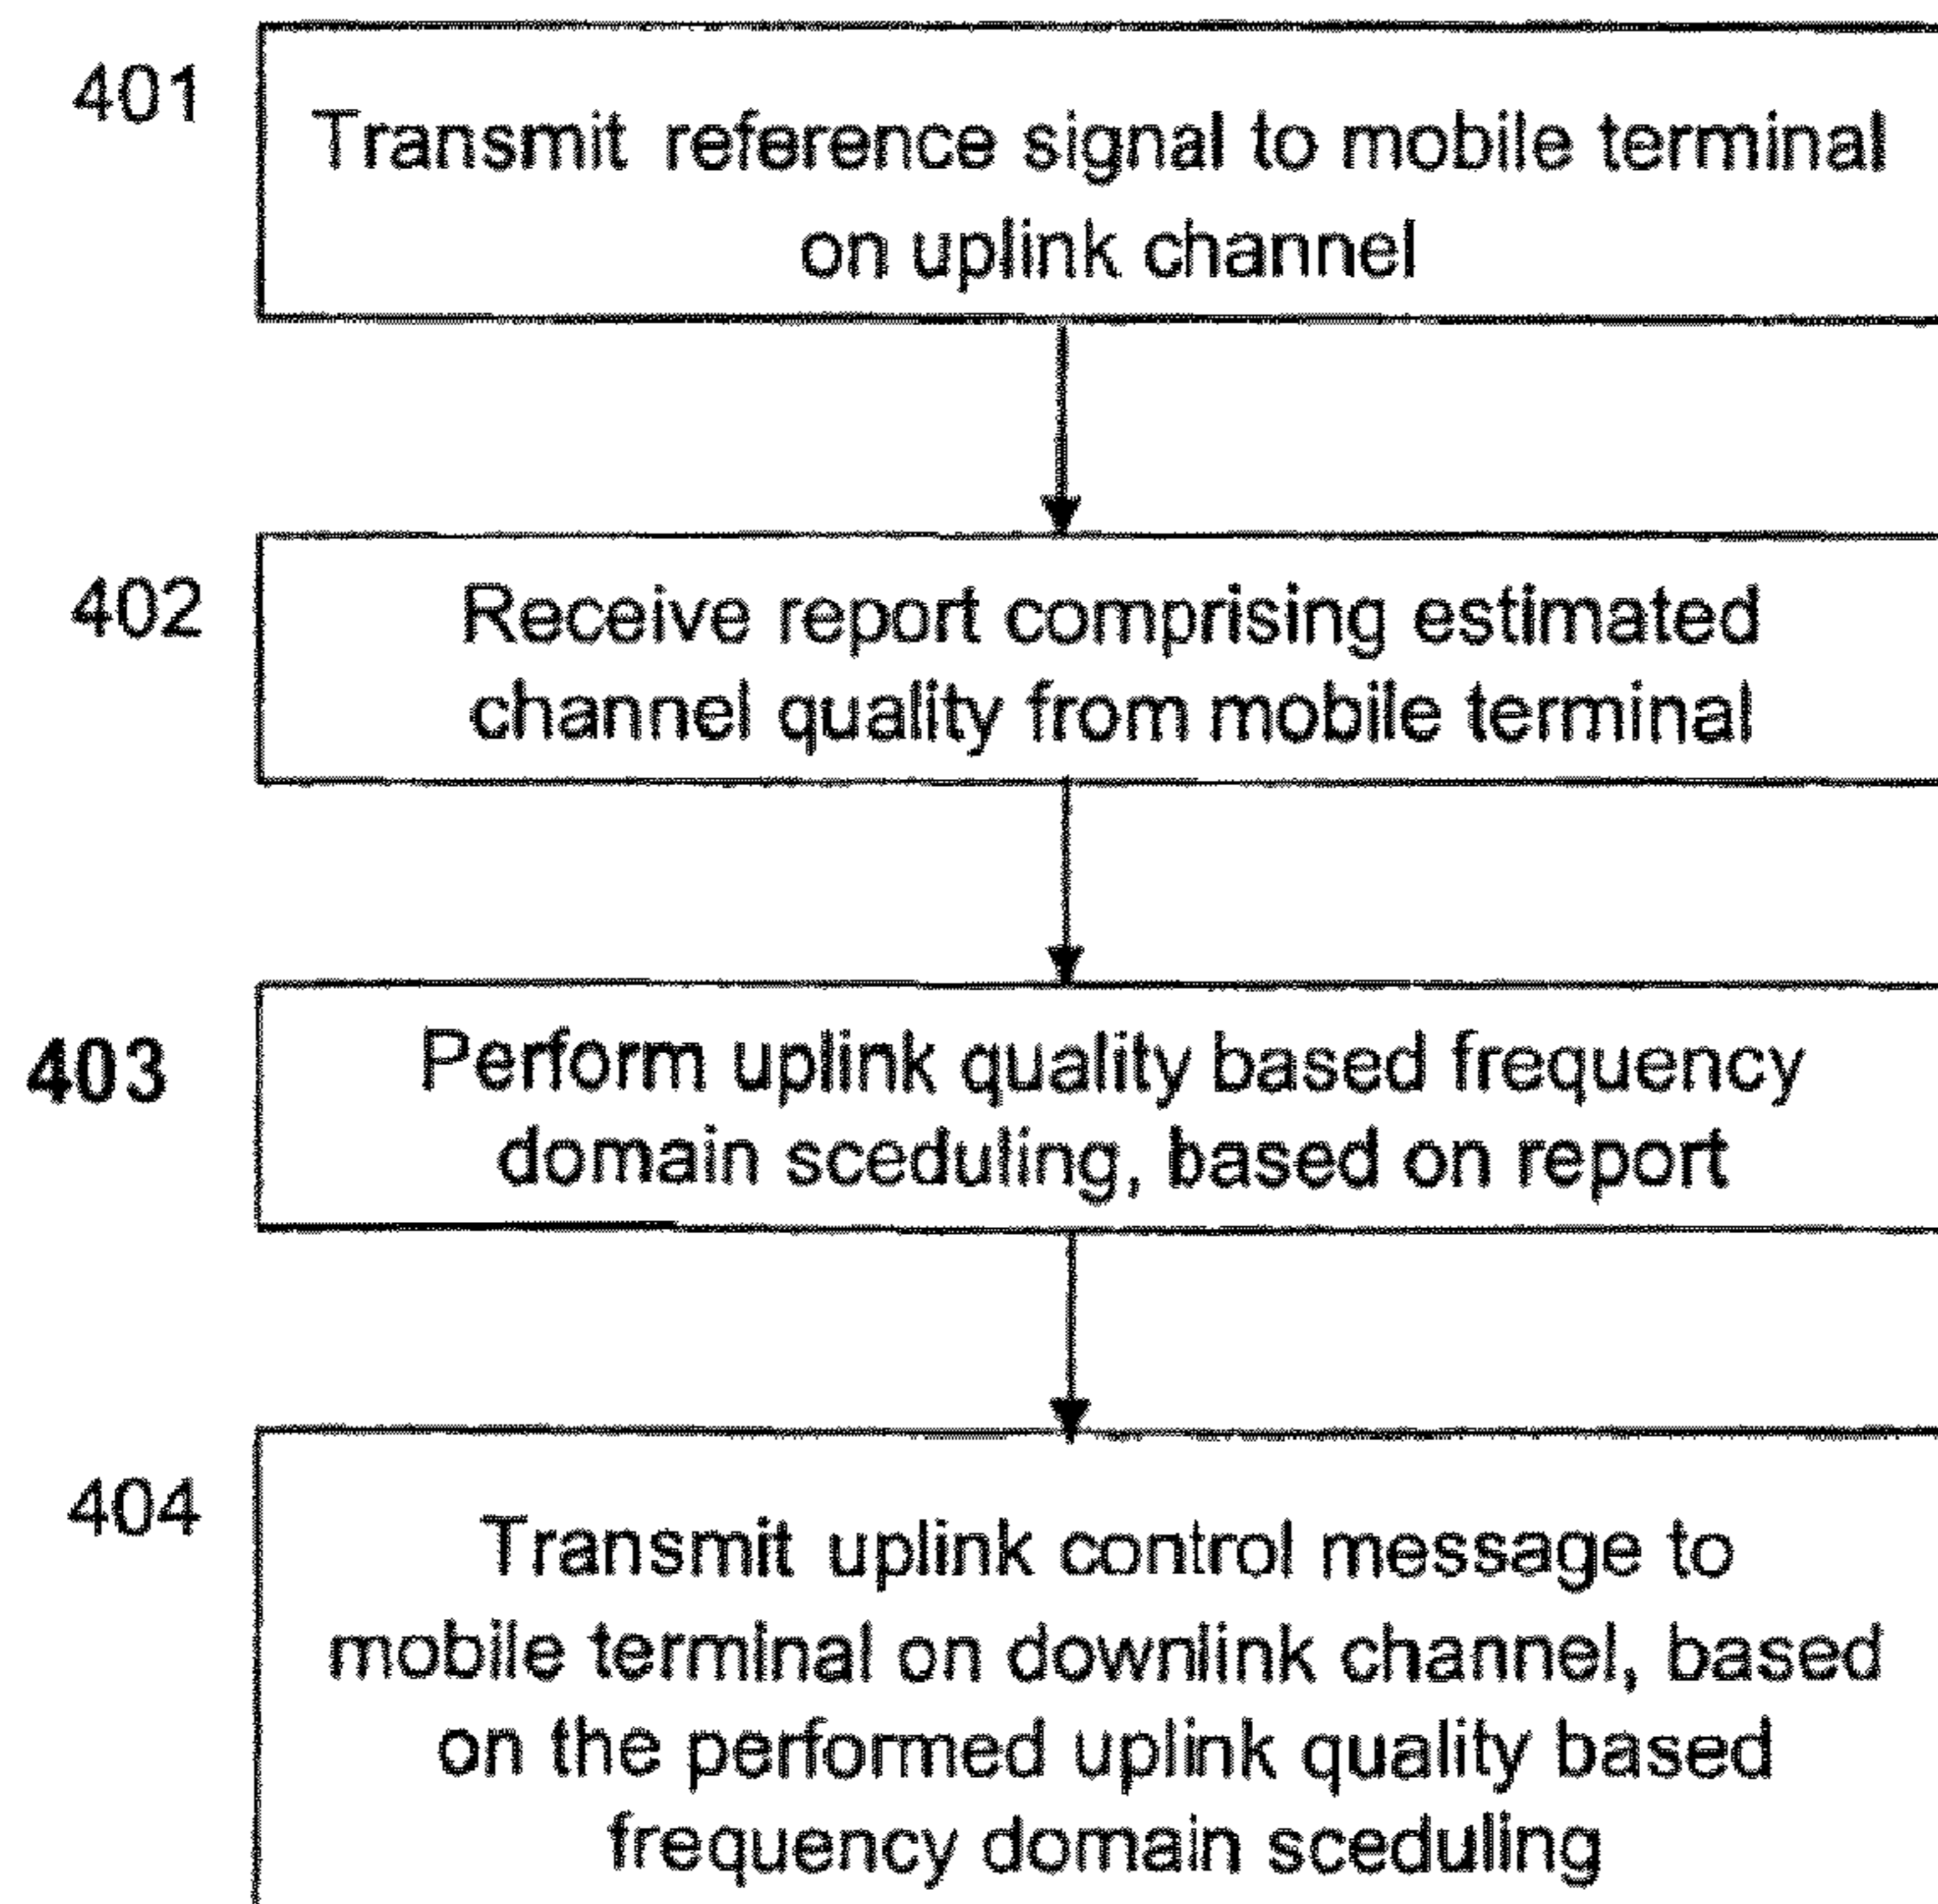 401
Transmit reference signal to mobile terminal
on uplink channel
402
Receive report comprising estimated
channel quality from mobile terminal
403
Perform uplink quality based frequency
domain sceduling, based on report
404
Transmit uplink control message to
mobile terminal on downlink channel, based
on the performed uplink quality based
frequency domain sceduling